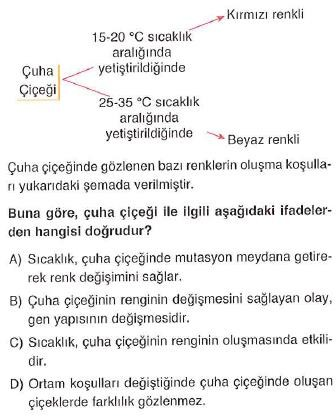 Kırmızı renkli
15-20 °C sıcaklık
aralığında
yetiştirildiğinde
Çuha
Çiçeği
25-35 °C sıcaklık
aralığında
yetiştirildiğinde
Beyaz renkli
Çuha çiçeğinde gözlenen bazı renklerin oluşma koşulla-
rı yukarıdaki şemada verilmiştir.
Buna göre, çuha çiçeği ile ilgili aşağıdaki ifadeler-
den hangisi doğrudur?
A) Sıcaklık, çuha çiçeğinde mutasyon meydana getire-
rek renk değişimini sağlar.
B) Çuha çiçeğinin renginin değişmesini sağlayan olay,
gen yapısının değişmesidir.
C) Sıcaklık, çuha çiçeğinin renginin oluşmasında etkili-
dir.
D) Ortam koşulları değiştiğinde çuha çiçeğinde oluşan
çiçeklerde farklılık gözlenmez.